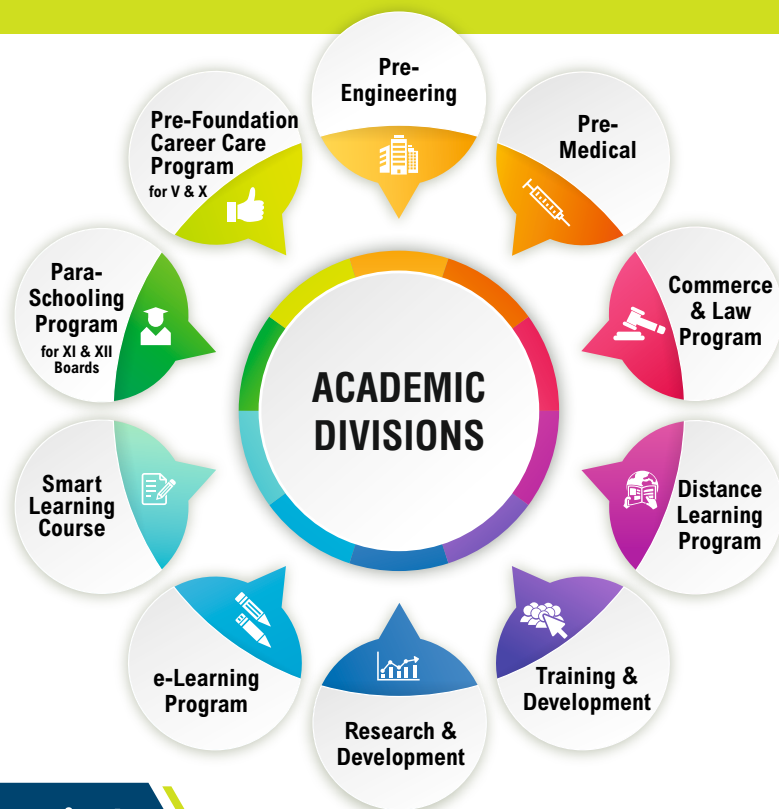 Pre-
Engineering
Pre-
Medical
Commerce
& Law
Program
Distance
Learning
Program
Training &
Development
Research &
Development
e-Learning
Program
Smart
Learning
Course
Para-
Schooling
Program
for XI & XII
Boards
Pre-Foundation
Career Care
Program
for V & X
ACADEMIC
DIVISIONS